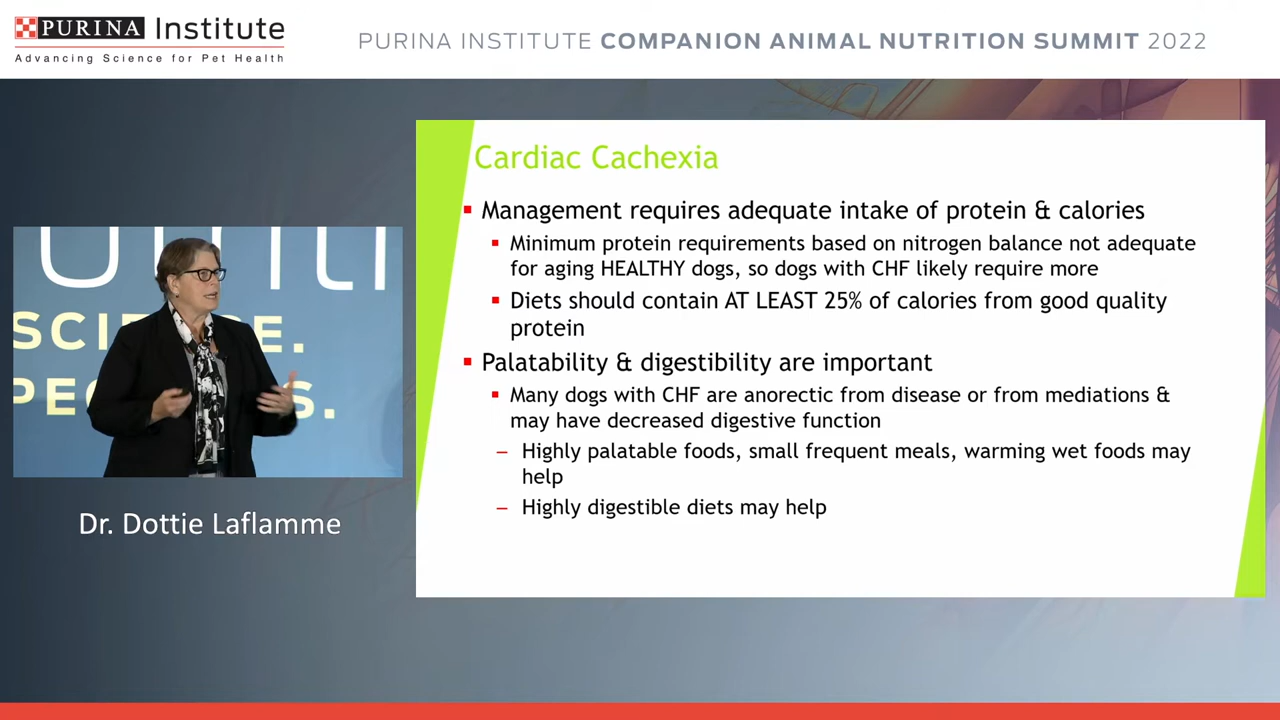 PURINA Institute
Advancing Science for Pet Health
PURINA INSTITUTE COMPANION ANIMAL NUTRITION SUMMIT 2022
Cardiac Cachexia
Management requires adequate intake of protein & calories
Minimum protein requirements based on nitrogen balance not adequate
for aging HEALTHY dogs, so dogs with CHF likely require more
Diets should contain AT LEAST 25% of calories from good quality
protein
Palatability & digestibility are important
Many dogs with CHF are anorectic from disease or from mediations &
may have decreased digestive function
– Highly palatable foods, small frequent meals, warming wet foods may
help
– Highly digestible diets may help
Dr. Dottie Laflamme